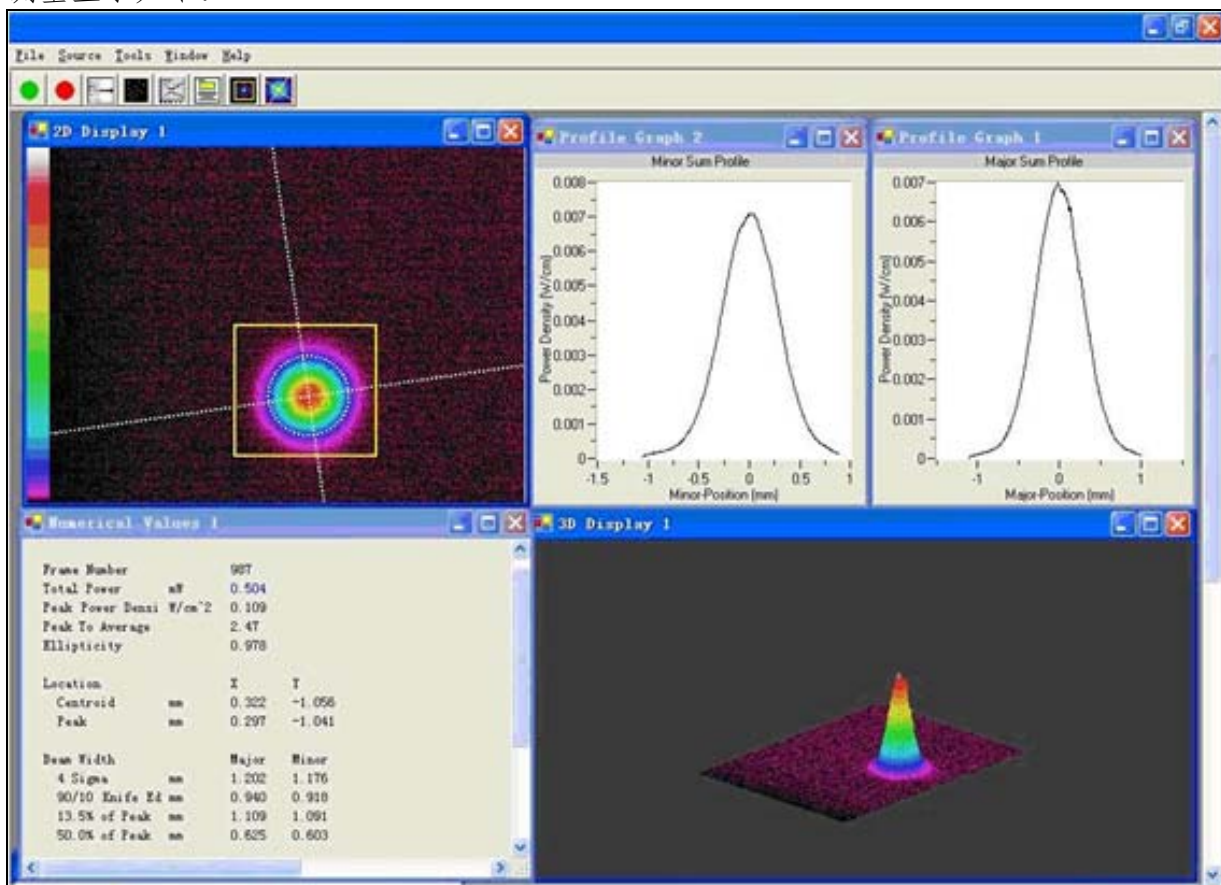 File Source Tools Window Help
2D Display 1
Profile Graph 2
Minor Sum Profile
Power Density (W/cm)
0.008
0.007
0.006
0.005
0.004
0.003
0.002
0.001
0
-1.5 -1 -0.5 0 0.5 1
Minor-Position (mm)
Profile Graph 1
Major Sum Profile
Power Density (W/cm)
0.007
0.006
0.005
0.004
0.003
0.002
0.001
0
-1 0 1
Major-Position (mm)
Numerical Values 1
Frame Number 987
Total Power mW 0.504
Peak Power Densi W/cm^2 0.109
Peak To Average 2.47
Ellipticity 0.978
Location X Y
Centroid mm 0.322 -1.056
Peak mm 0.297 -1.041
Beam Width Major Minor
4 Sigma mm 1.202 1.176
90/10 Knife Ed mm 0.940 0.918
13.5% of Peak mm 1.109 1.091
50.0% of Peak mm 0.625 0.603
3D Display 1